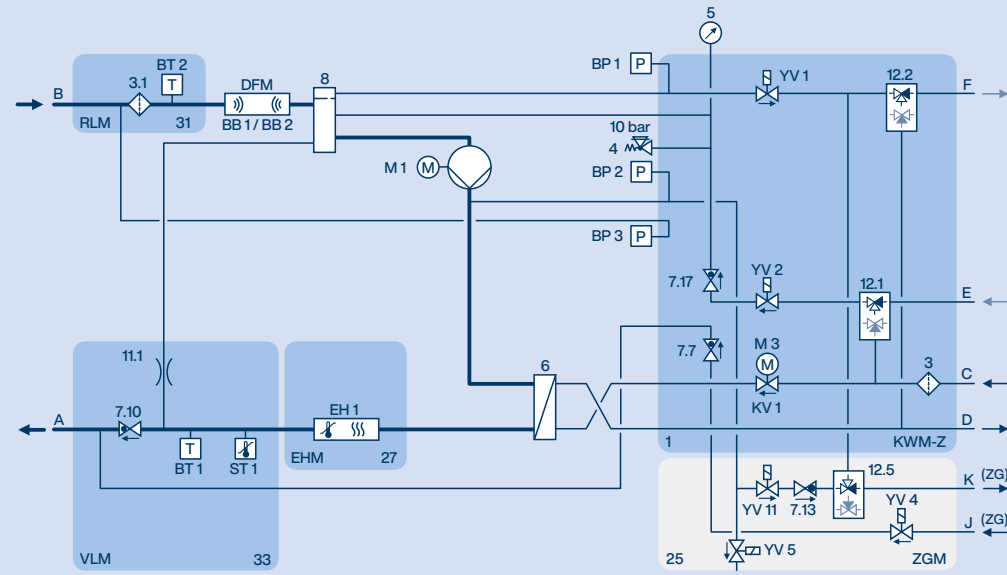 5
BP 1
P
YV 1
12.2
F
BT 2
T
3.1
B
DFM
8
BB 1 / BB 2
RLM
31
10 bar
4
M 1
M
BP 2
P
BP 3
P
7.17
YV 2
12.1
E
7.7
M 3
M
3
C
KV 1
11.1
6
7.10
EH 1
A
D
T
BT 1
ST 1
EHM
27
1
KWM-Z
12.5
K
(ZG)
YV 11
7.13
YV 4
J
(ZG)
YV 5
VLM
33
25
ZGM